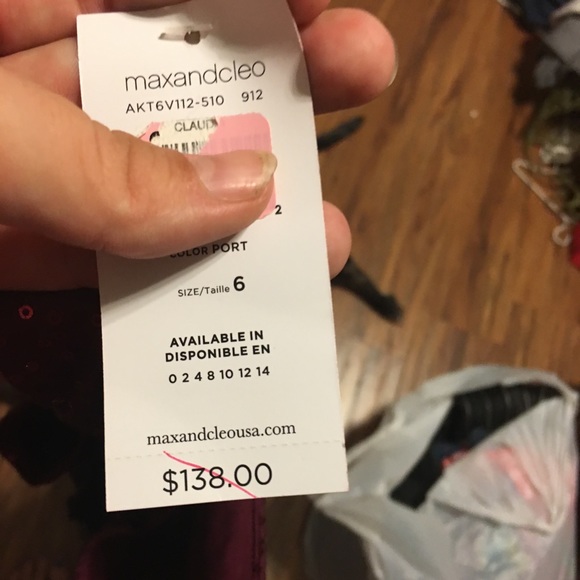 maxandcleo
AKT6V112-510 912
2
COLOR PORT
SIZE/Taille 6
AVAILABLE IN
DISPONIBLE EN
0 2 4 8 10 12 14
maxandcleousa.com
$138.00